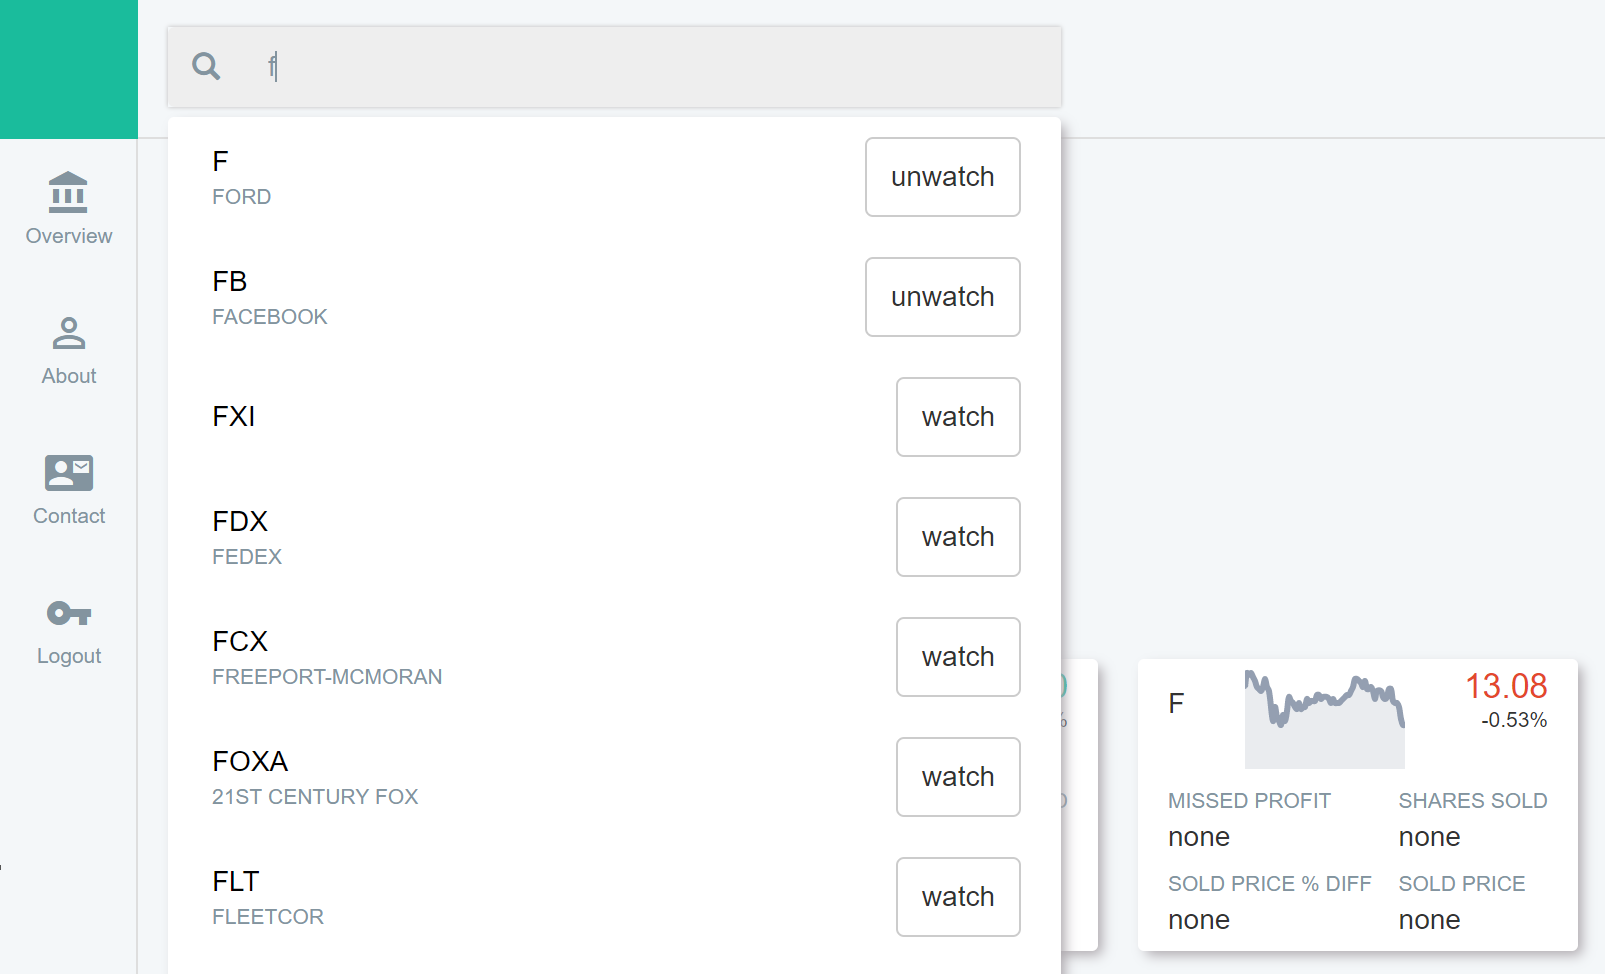 f
Overview
About
Contact
Logout
F
FORD
unwatch
FB
FACEBOOK
unwatch
FXI
watch
FDX
FEDEX
watch
FCX
FREEPORT-MCMORAN
watch
FOXA
21ST CENTURY FOX
watch
FLT
FLEETCOR
watch
F
13.08
-0.53%
MISSED PROFIT
SHARES SOLD
none
none
SOLD PRICE % DIFF
SOLD PRICE
none
none